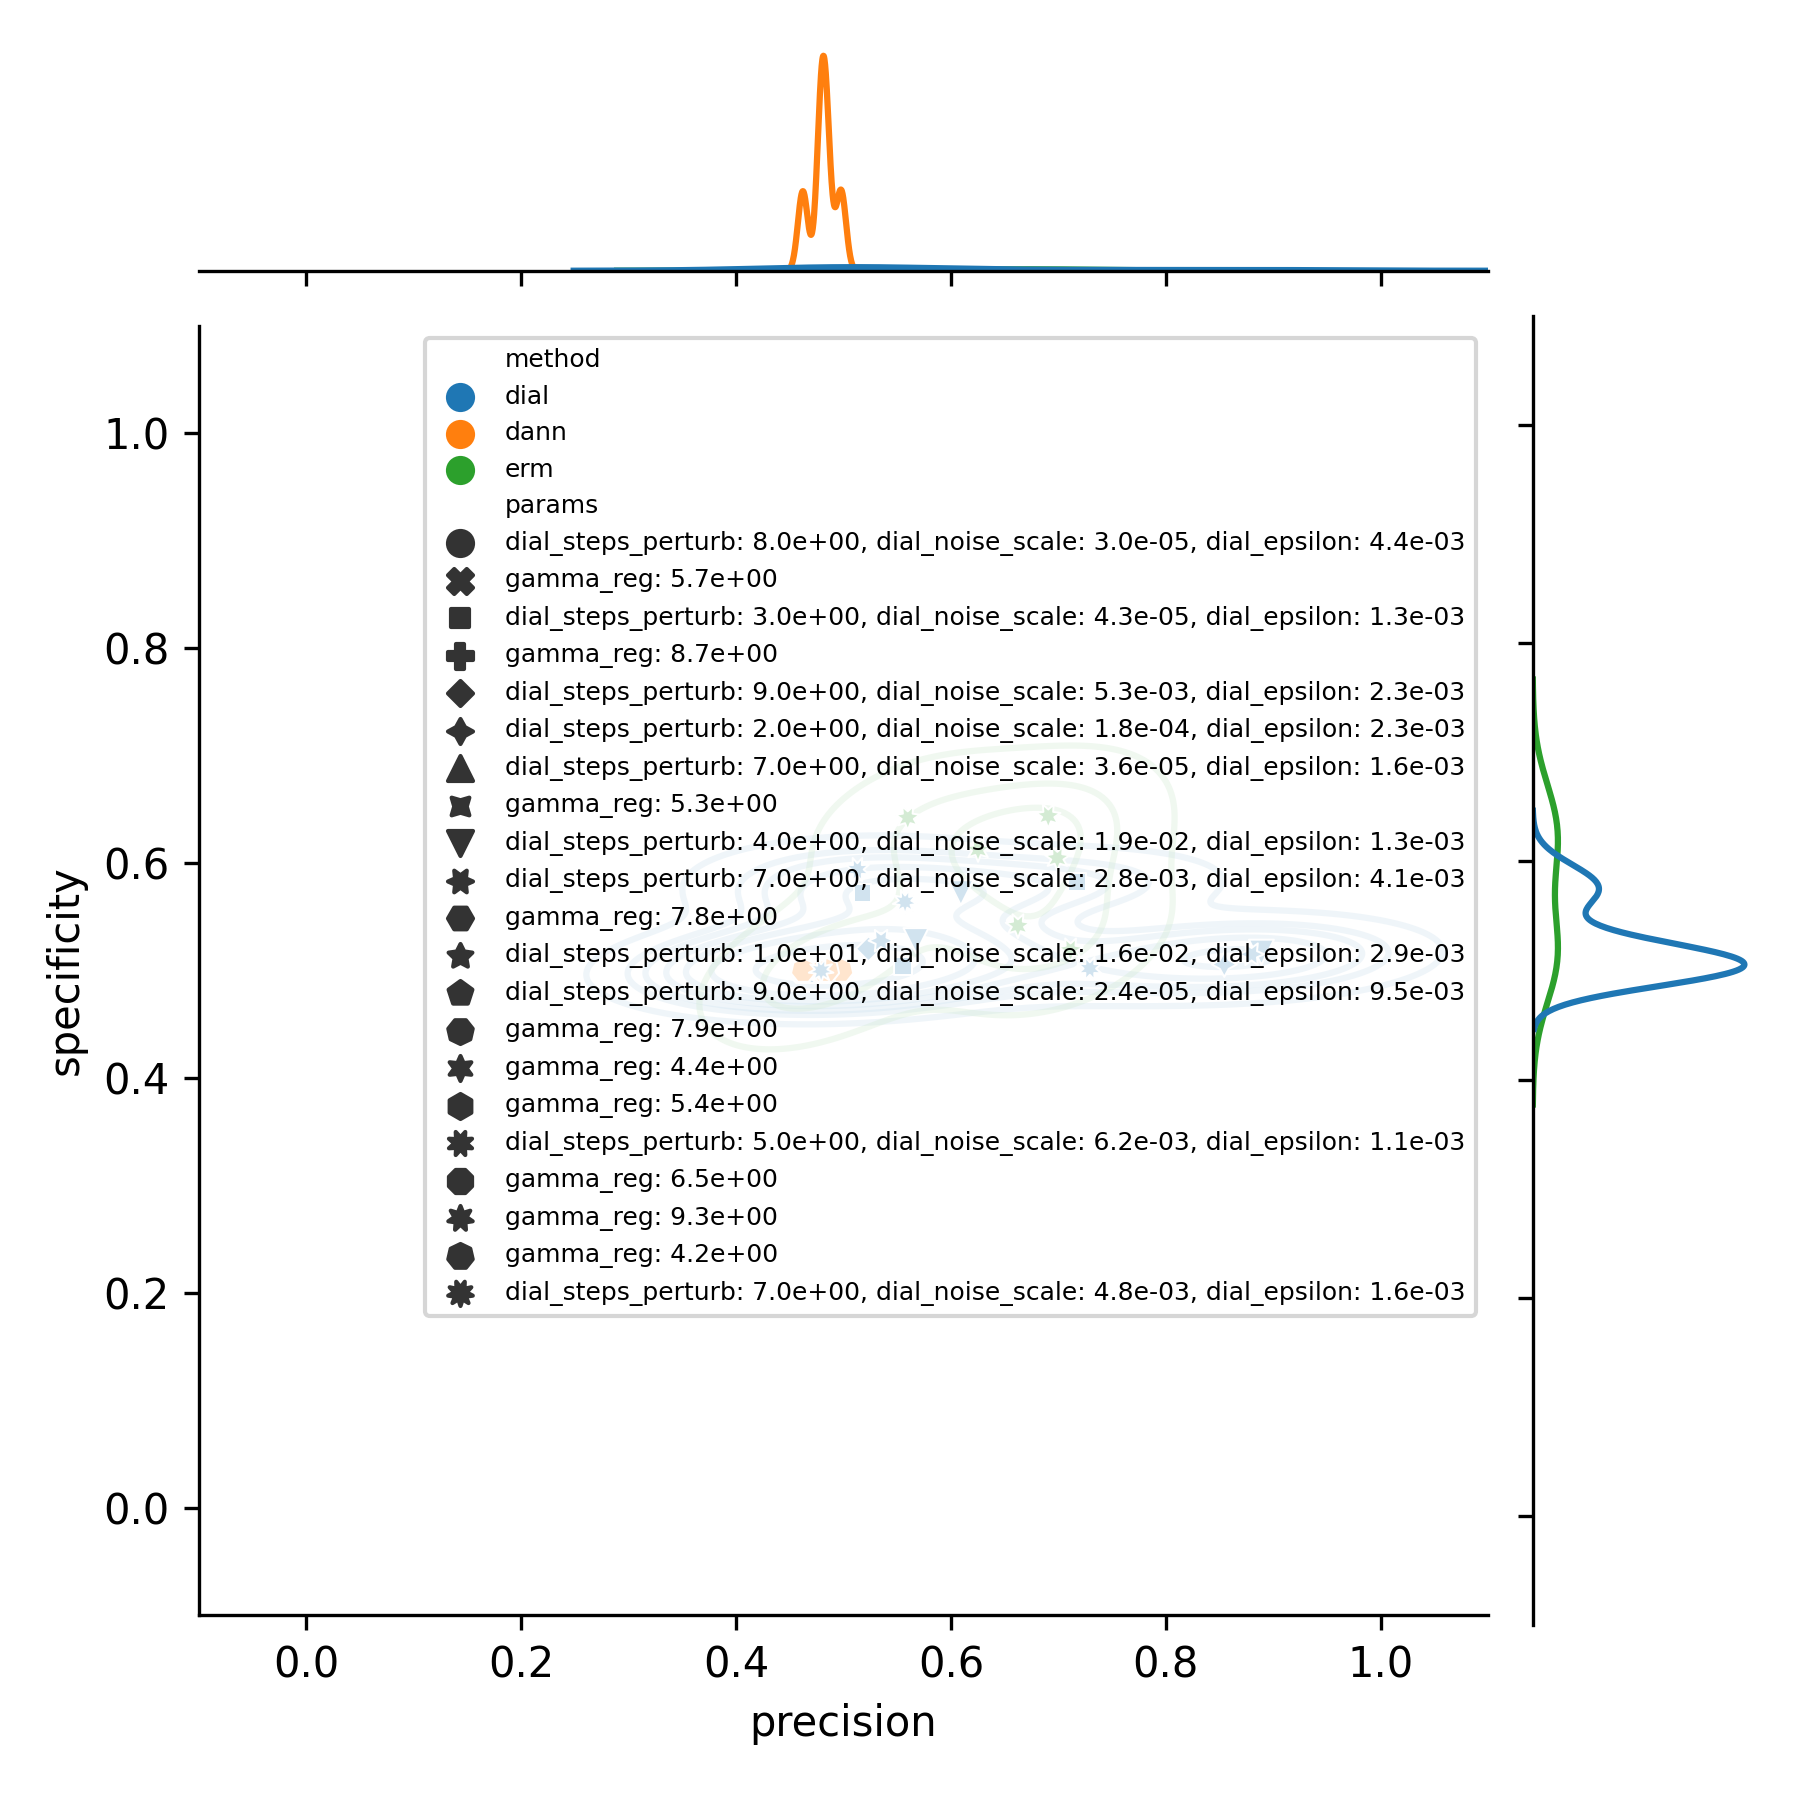 method
dial
dann
erm
params
dial_steps_perturb: 8.0e+00, dial_noise_scale: 3.0e-05, dial_epsilon: 4.4e-03
gamma_reg: 5.7e+00
dial_steps_perturb: 3.0e+00, dial_noise_scale: 4.3e-05, dial_epsilon: 1.3e-03
gamma_reg: 8.7e+00
dial_steps_perturb: 9.0e+00, dial_noise_scale: 5.3e-03, dial_epsilon: 2.3e-03
dial_steps_perturb: 2.0e+00, dial_noise_scale: 1.8e-04, dial_epsilon: 2.3e-03
dial_steps_perturb: 7.0e+00, dial_noise_scale: 3.6e-05, dial_epsilon: 1.6e-03
gamma_reg: 5.3e+00
dial_steps_perturb: 4.0e+00, dial_noise_scale: 1.9e-02, dial_epsilon: 1.3e-03
dial_steps_perturb: 7.0e+00, dial_noise_scale: 2.8e-03, dial_epsilon: 4.1e-03
gamma_reg: 7.8e+00
dial_steps_perturb: 1.0e+01, dial_noise_scale: 1.6e-02, dial_epsilon: 2.9e-03
dial_steps_perturb: 9.0e+00, dial_noise_scale: 2.4e-05, dial_epsilon: 9.5e-03
gamma_reg: 7.9e+00
gamma_reg: 4.4e+00
gamma_reg: 5.4e+00
dial_steps_perturb: 5.0e+00, dial_noise_scale: 6.2e-03, dial_epsilon: 1.1e-03
gamma_reg: 6.5e+00
gamma_reg: 9.3e+00
gamma_reg: 4.2e+00
dial_steps_perturb: 7.0e+00, dial_noise_scale: 4.8e-03, dial_epsilon: 1.6e-03
specificity
1.0
0.8
0.6
0.4
0.2
0.0
0.0 0.2 0.4 0.6 0.8 1.0
precision